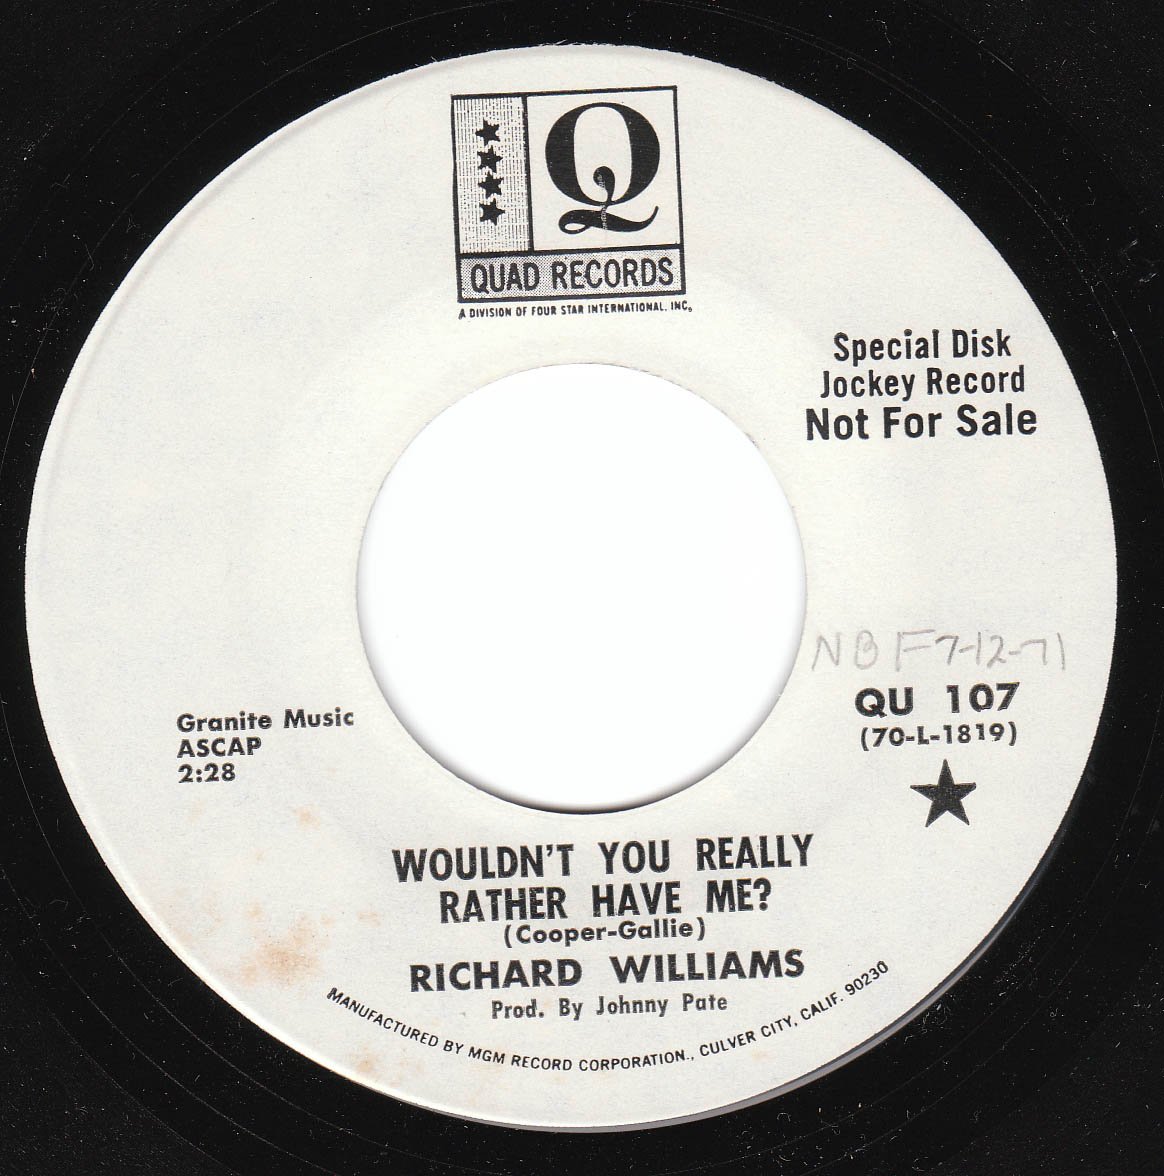 Q
QUAD RECORDS
A DIVISION OF FOUR STAR INTERNATIONAL, INC.
Special Disk
Jockey Record
Not For Sale
NBF 7-12-71
QU 107
(70-L-1819)
Granite Music
ASCAP
2:28
WOULDN'T YOU REALLY
RATHER HAVE ME?
(Cooper-Gallie)
RICHARD WILLIAMS
Prod. By Johnny Pate
MANUFACTURED BY MGM RECORD CORPORATION., CULVER CITY, CALIF. 90230